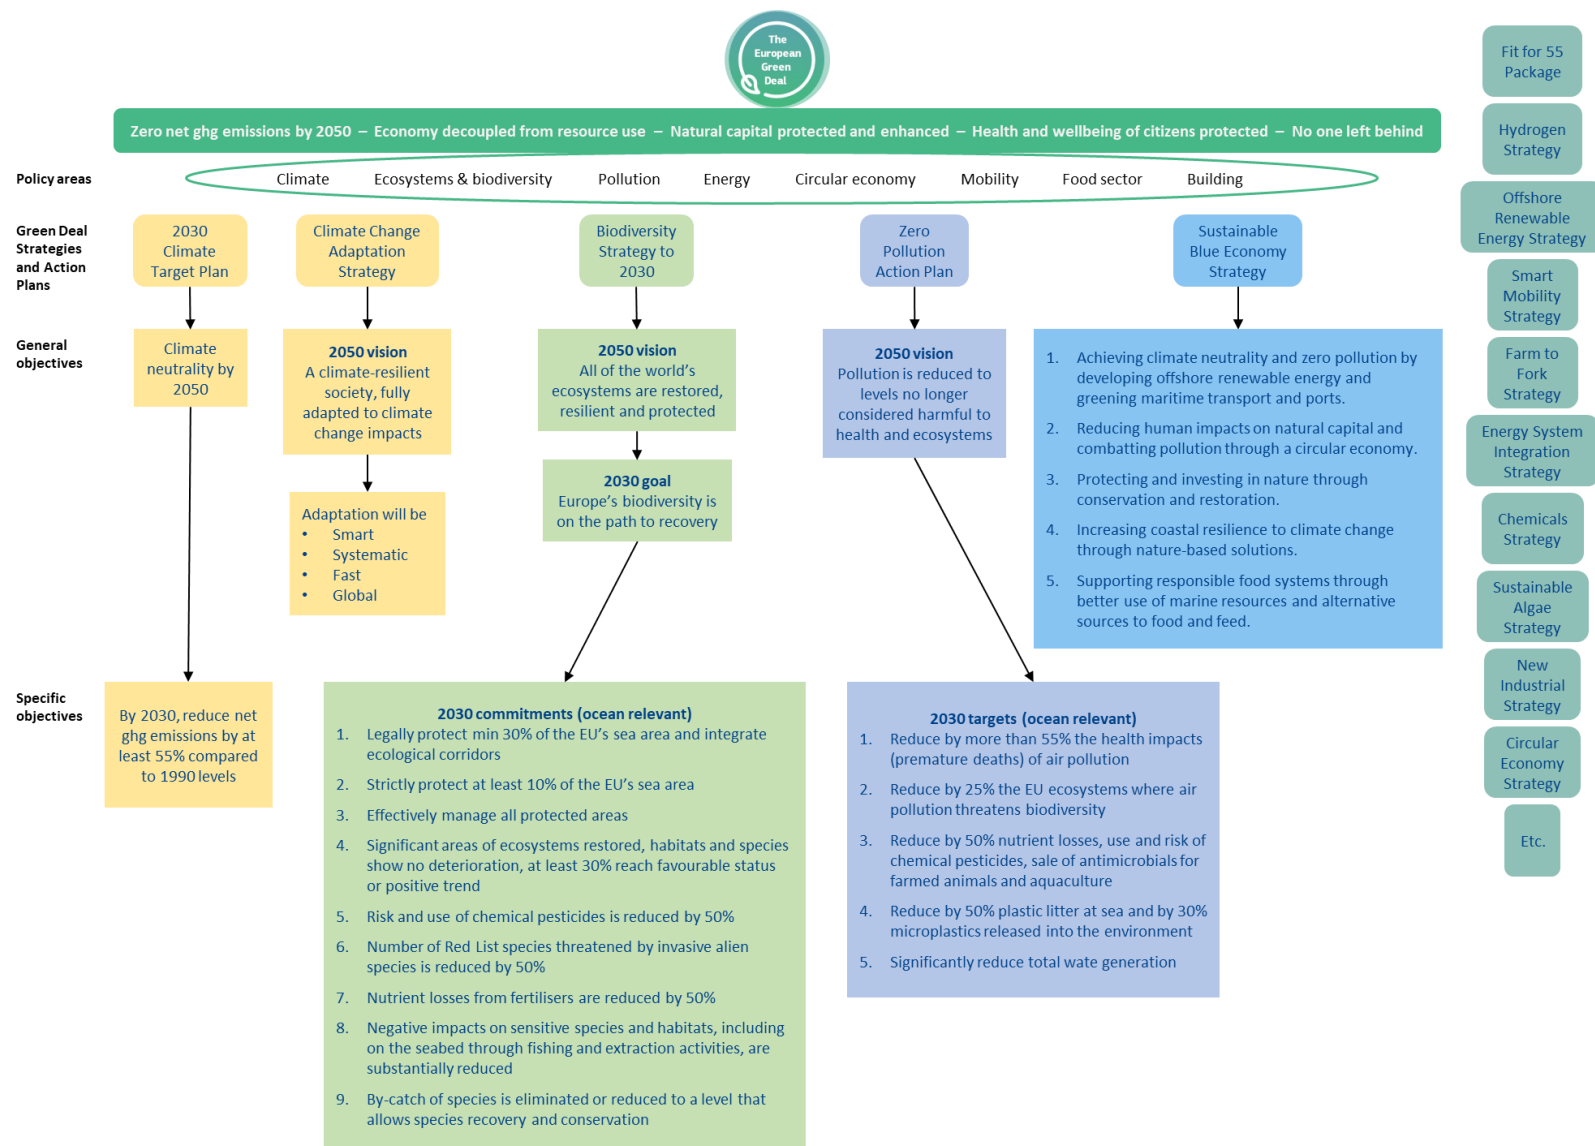 The
European
Green
Deal
Zero net ghg emissions by 2050 – Economy decoupled from resource use – Natural capital protected and enhanced – Health and wellbeing of citizens protected – No one left behind
Policy areas
Climate Ecosystems & biodiversity Pollution Energy Circular economy Mobility Food sector Building
Green Deal
Strategies
and Action
Plans
2030
Climate
Target Plan
Climate Change
Adaptation
Strategy
Biodiversity
Strategy to
2030
Zero
Pollution
Action Plan
Sustainable
Blue Economy
Strategy
General
objectives
Climate
neutrality by
2050
2050 vision
A climate-resilient
society, fully
adapted to climate
change impacts
Adaptation will be
• Smart
• Systematic
• Fast
• Global
2050 vision
All of the world's
ecosystems are restored,
resilient and protected
2030 goal
Europe's biodiversity is
on the path to recovery
2050 vision
Pollution is reduced to
levels no longer
considered harmful to
health and ecosystems
1. Achieving climate neutrality and zero pollution by
developing offshore renewable energy and
greening maritime transport and ports.
2. Reducing human impacts on natural capital and
combatting pollution through a circular economy.
3. Protecting and investing in nature through
conservation and restoration.
4. Increasing coastal resilience to climate change
through nature-based solutions.
5. Supporting responsible food systems through
better use of marine resources and alternative
sources to food and feed.
Specific
objectives
By 2030, reduce net
ghg emissions by at
least 55% compared
to 1990 levels
2030 commitments (ocean relevant)
1. Legally protect min 30% of the EU's sea area and integrate
ecological corridors
2. Strictly protect at least 10% of the EU's sea area
3. Effectively manage all protected areas
4. Significant areas of ecosystems restored, habitats and species
show no deterioration, at least 30% reach favourable status
or positive trend
5. Risk and use of chemical pesticides is reduced by 50%
6. Number of Red List species threatened by invasive alien
species is reduced by 50%
7. Nutrient losses from fertilisers are reduced by 50%
8. Negative impacts on sensitive species and habitats, including
on the seabed through fishing and extraction activities, are
substantially reduced
9. By-catch of species is eliminated or reduced to a level that
allows species recovery and conservation
2030 targets (ocean relevant)
1. Reduce by more than 55% the health impacts
(premature deaths) of air pollution
2. Reduce by 25% the EU ecosystems where air
pollution threatens biodiversity
3. Reduce by 50% nutrient losses, use and risk of
chemical pesticides, sale of antimicrobials for
farmed animals and aquaculture
4. Reduce by 50% plastic litter at sea and by 30%
microplastics released into the environment
5. Significantly reduce total wate generation
Fit for 55
Package
Hydrogen
Strategy
Offshore
Renewable
Energy Strategy
Smart
Mobility
Strategy
Farm to
Fork
Strategy
Energy System
Integration
Strategy
Chemicals
Strategy
Sustainable
Algae
Strategy
New
Industrial
Strategy
Circular
Economy
Strategy
Etc.